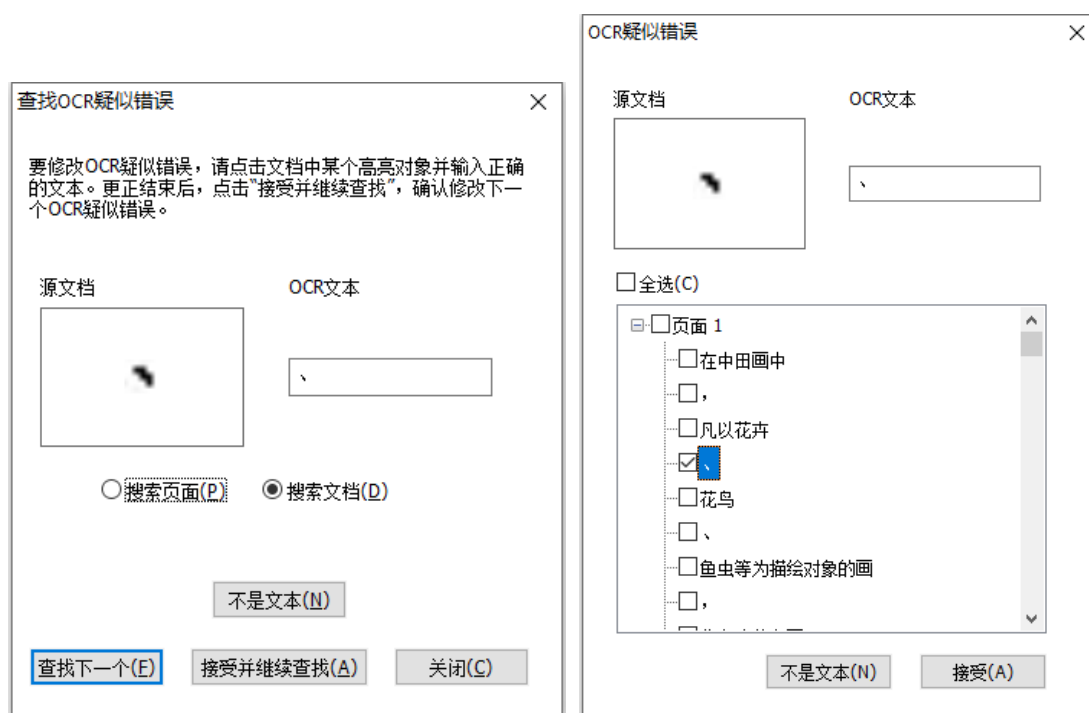 查找OCR疑似错误
要修改OCR疑似错误，请点击文档中某个高亮对象并输入正确
的文本。更正结束后，点击“接受并继续查找”，确认修改下一
个OCR疑似错误。
源文档
OCR文本
、
搜索页面(P)
搜索文档(D)
不是文本(N)
查找下一个(F)
接受并继续查找(A)
关闭(C)
OCR疑似错误
源文档
OCR文本
、
全选(C)
页面 1
在中田画中
，
凡以花卉
、
花鸟
、
鱼虫等为描绘对象的画
，
不是文本(N)
接受(A)